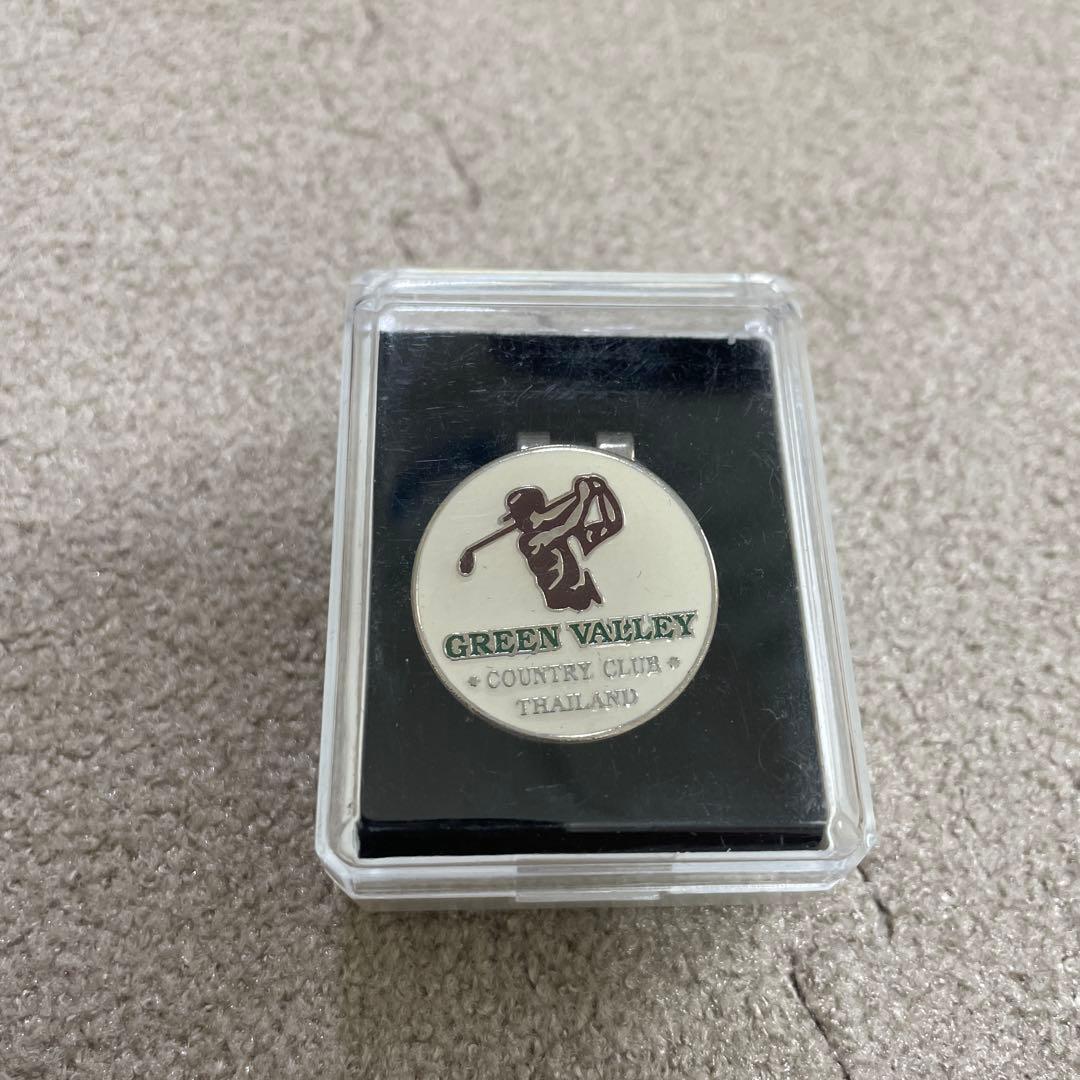 GREEN VALLEY
* COUNTRY CLUB *
THAILAND